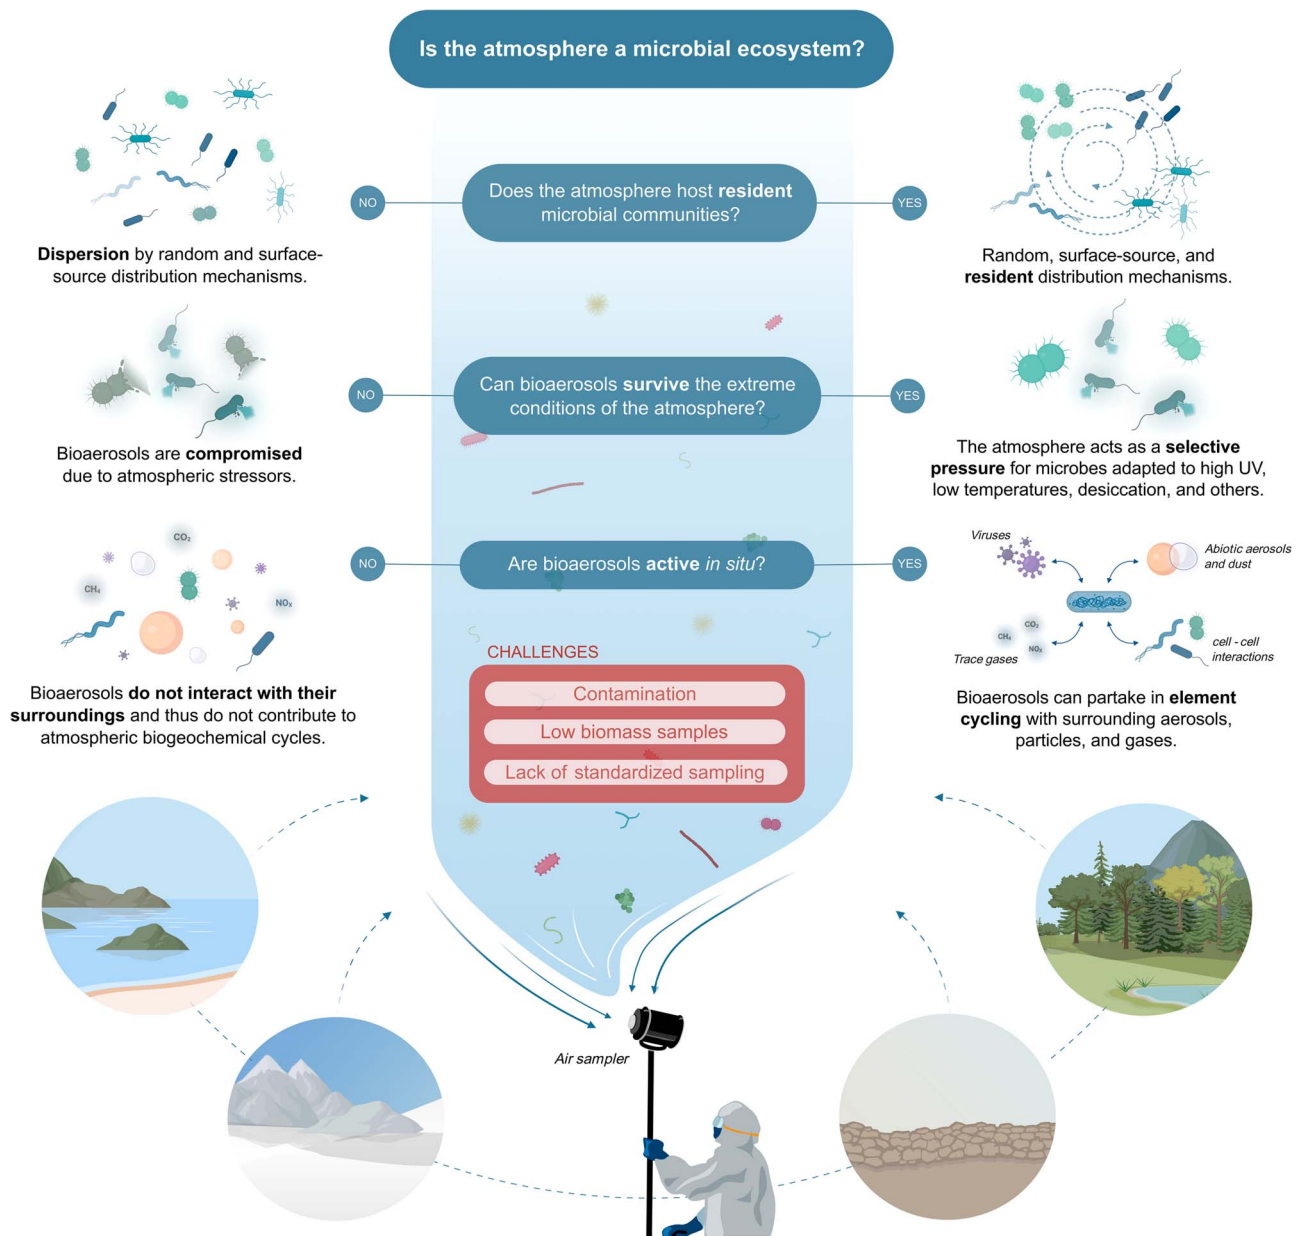 Is the atmosphere a microbial ecosystem?
NO
Does the atmosphere host resident
microbial communities?
YES
Dispersion by random and surface-
source distribution mechanisms.
Random, surface-source, and
resident distribution mechanisms.
NO
Can bioaerosols survive the extreme
conditions of the atmosphere?
YES
Bioaerosols are compromised
due to atmospheric stressors.
The atmosphere acts as a selective
pressure for microbes adapted to high UV,
low temperatures, desiccation, and others.
NO
Are bioaerosols active in situ?
YES
CO₂
CH₄
NOₓ
Bioaerosols do not interact with their
surroundings and thus do not contribute to
atmospheric biogeochemical cycles.
Viruses
Abiotic aerosols
and dust
CO₂
CH₄
NOₓ
Trace gases
cell - cell
interactions
Bioaerosols can partake in element
cycling with surrounding aerosols,
particles, and gases.
CHALLENGES
Contamination
Low biomass samples
Lack of standardized sampling
Air sampler